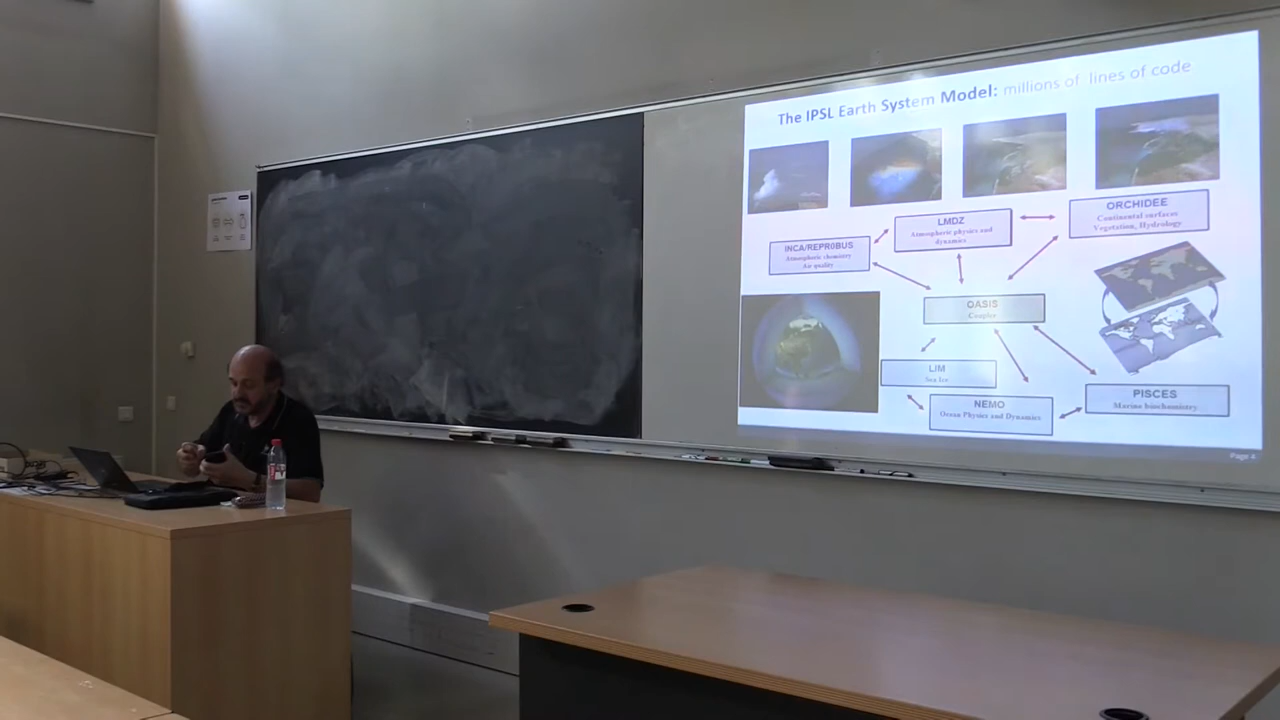 The IPSL Earth System Model: millions of lines of code
LMDZ
Atmospheric physics and
dynamics
ORCHIDEE
Continental surfaces
Vegetation, Hydrology
INCA/REPROBUS
Atmospheric chemistry
Air quality
OASIS
Coupler
LIM
Sea Ice
NEMO
Ocean Physics and Dynamics
PISCES
Marine biochemistry
Page 4